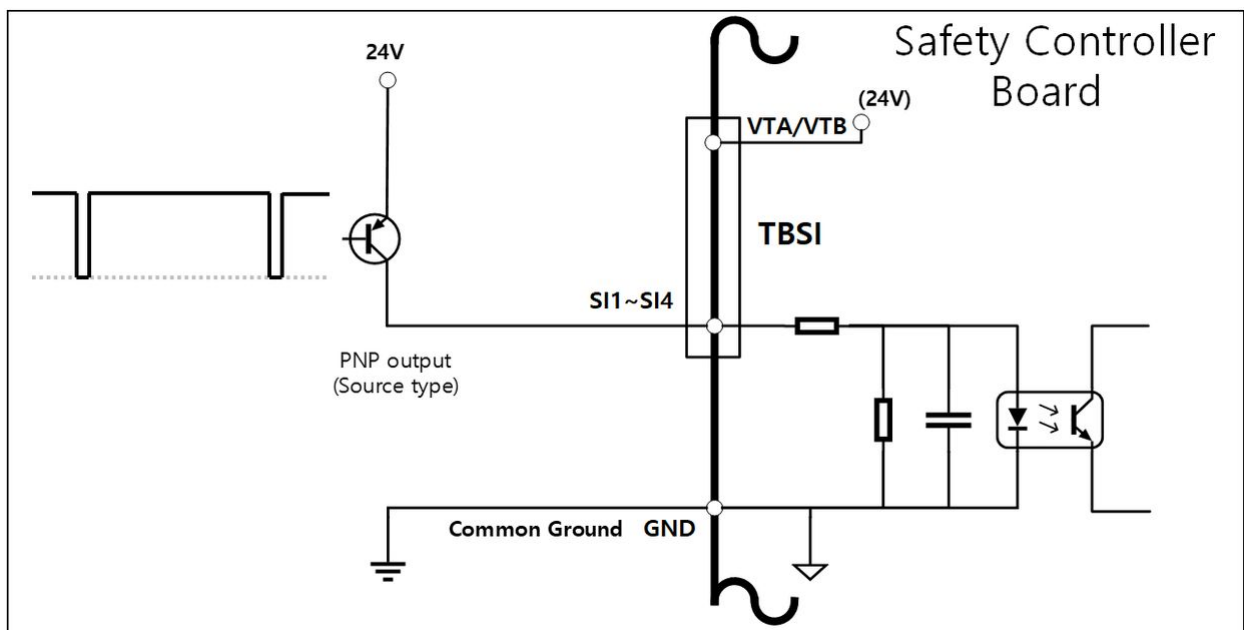 Safety Controller
Board
24V
(24V)
VTA/VTB
TBSI
SI1~SI4
PNP output
(Source type)
Common Ground GND